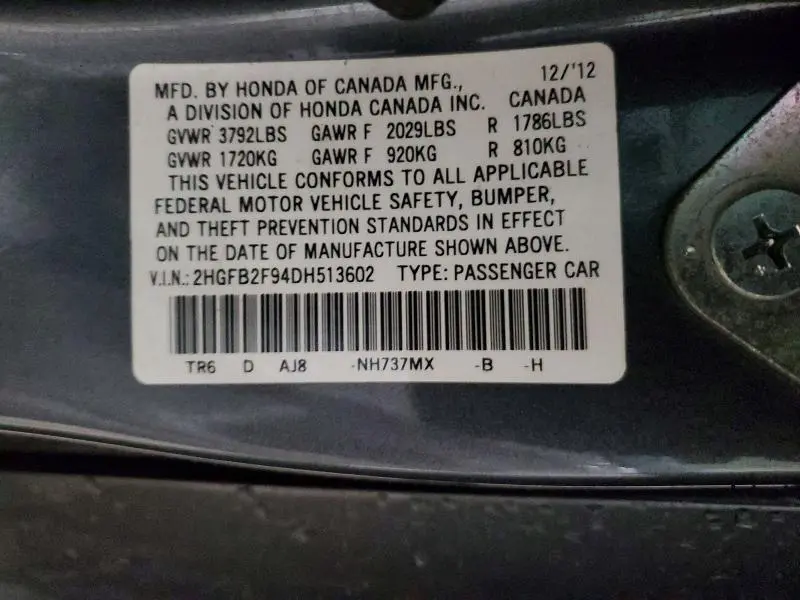 MFD. BY HONDA OF CANADA MFG., 12/'12
A DIVISION OF HONDA CANADA INC. CANADA
GVWR 3792LBS GAWR F 2029LBS R 1786LBS
GVWR 1720KG GAWR F 920KG R 810KG
THIS VEHICLE CONFORMS TO ALL APPLICABLE
FEDERAL MOTOR VEHICLE SAFETY, BUMPER,
AND THEFT PREVENTION STANDARDS IN EFFECT
ON THE DATE OF MANUFACTURE SHOWN ABOVE.
V.I.N.: 2HGFB2F94DH513602 TYPE: PASSENGER CAR
TR6 D AJ8 -NH737MX -B -H